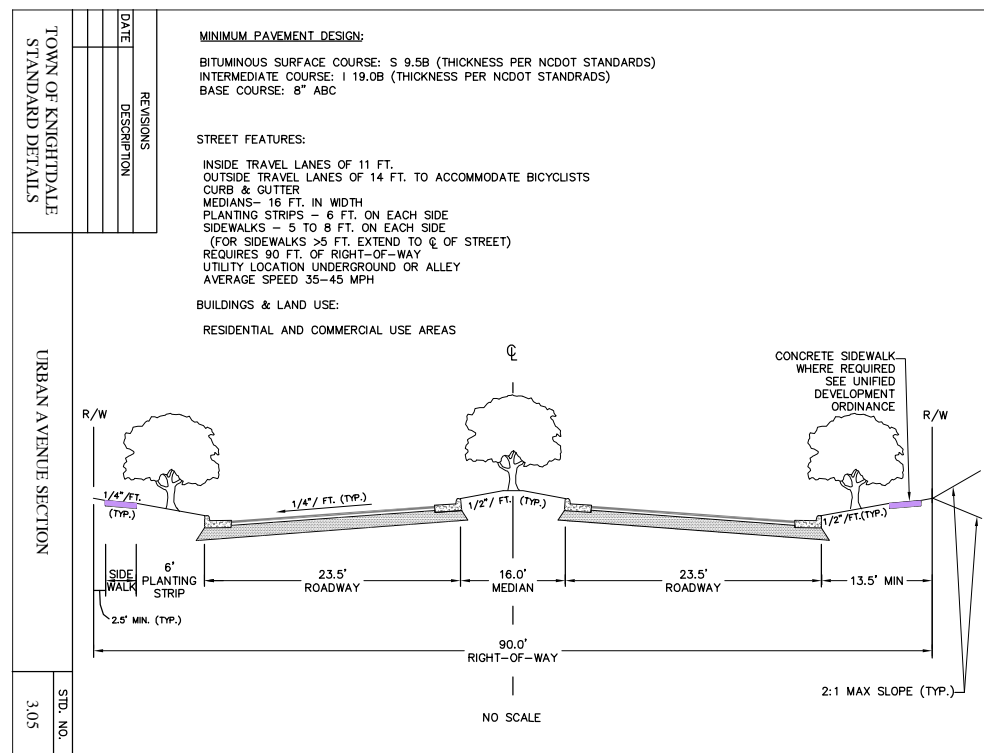 TOWN OF KNIGHTDALE
STANDARD DETAILS
REVISIONS
DATE
DESCRIPTION
URBAN AVENUE SECTION
STD. NO.
3.05
MINIMUM PAVEMENT DESIGN:
BITUMINOUS SURFACE COURSE: S 9.5B (THICKNESS PER NCDOT STANDARDS)
INTERMEDIATE COURSE: I 19.0B (THICKNESS PER NCDOT STANDRADS)
BASE COURSE: 8" ABC
STREET FEATURES:
INSIDE TRAVEL LANES OF 11 FT.
OUTSIDE TRAVEL LANES OF 14 FT. TO ACCOMMODATE BICYCLISTS
CURB & GUTTER
MEDIANS– 16 FT. IN WIDTH
PLANTING STRIPS – 6 FT. ON EACH SIDE
SIDEWALKS – 5 TO 8 FT. ON EACH SIDE
(FOR SIDEWALKS >5 FT. EXTEND TO ℄ OF STREET)
REQUIRES 90 FT. OF RIGHT–OF–WAY
UTILITY LOCATION UNDERGROUND OR ALLEY
AVERAGE SPEED 35–45 MPH
BUILDINGS & LAND USE:
RESIDENTIAL AND COMMERCIAL USE AREAS
℄
CONCRETE SIDEWALK
WHERE REQUIRED
SEE UNIFIED
DEVELOPMENT
ORDINANCE
R/W
R/W
1/4"/FT.
(TYP.)
1/4"/ FT. (TYP.)
1/2"/ FT. (TYP.)
1/2"/FT.(TYP.)
SIDE
WALK
6'
PLANTING
STRIP
23.5'
ROADWAY
16.0'
MEDIAN
23.5'
ROADWAY
13.5' MIN
2.5' MIN. (TYP.)
90.0'
RIGHT–OF–WAY
2:1 MAX SLOPE (TYP.)
NO SCALE